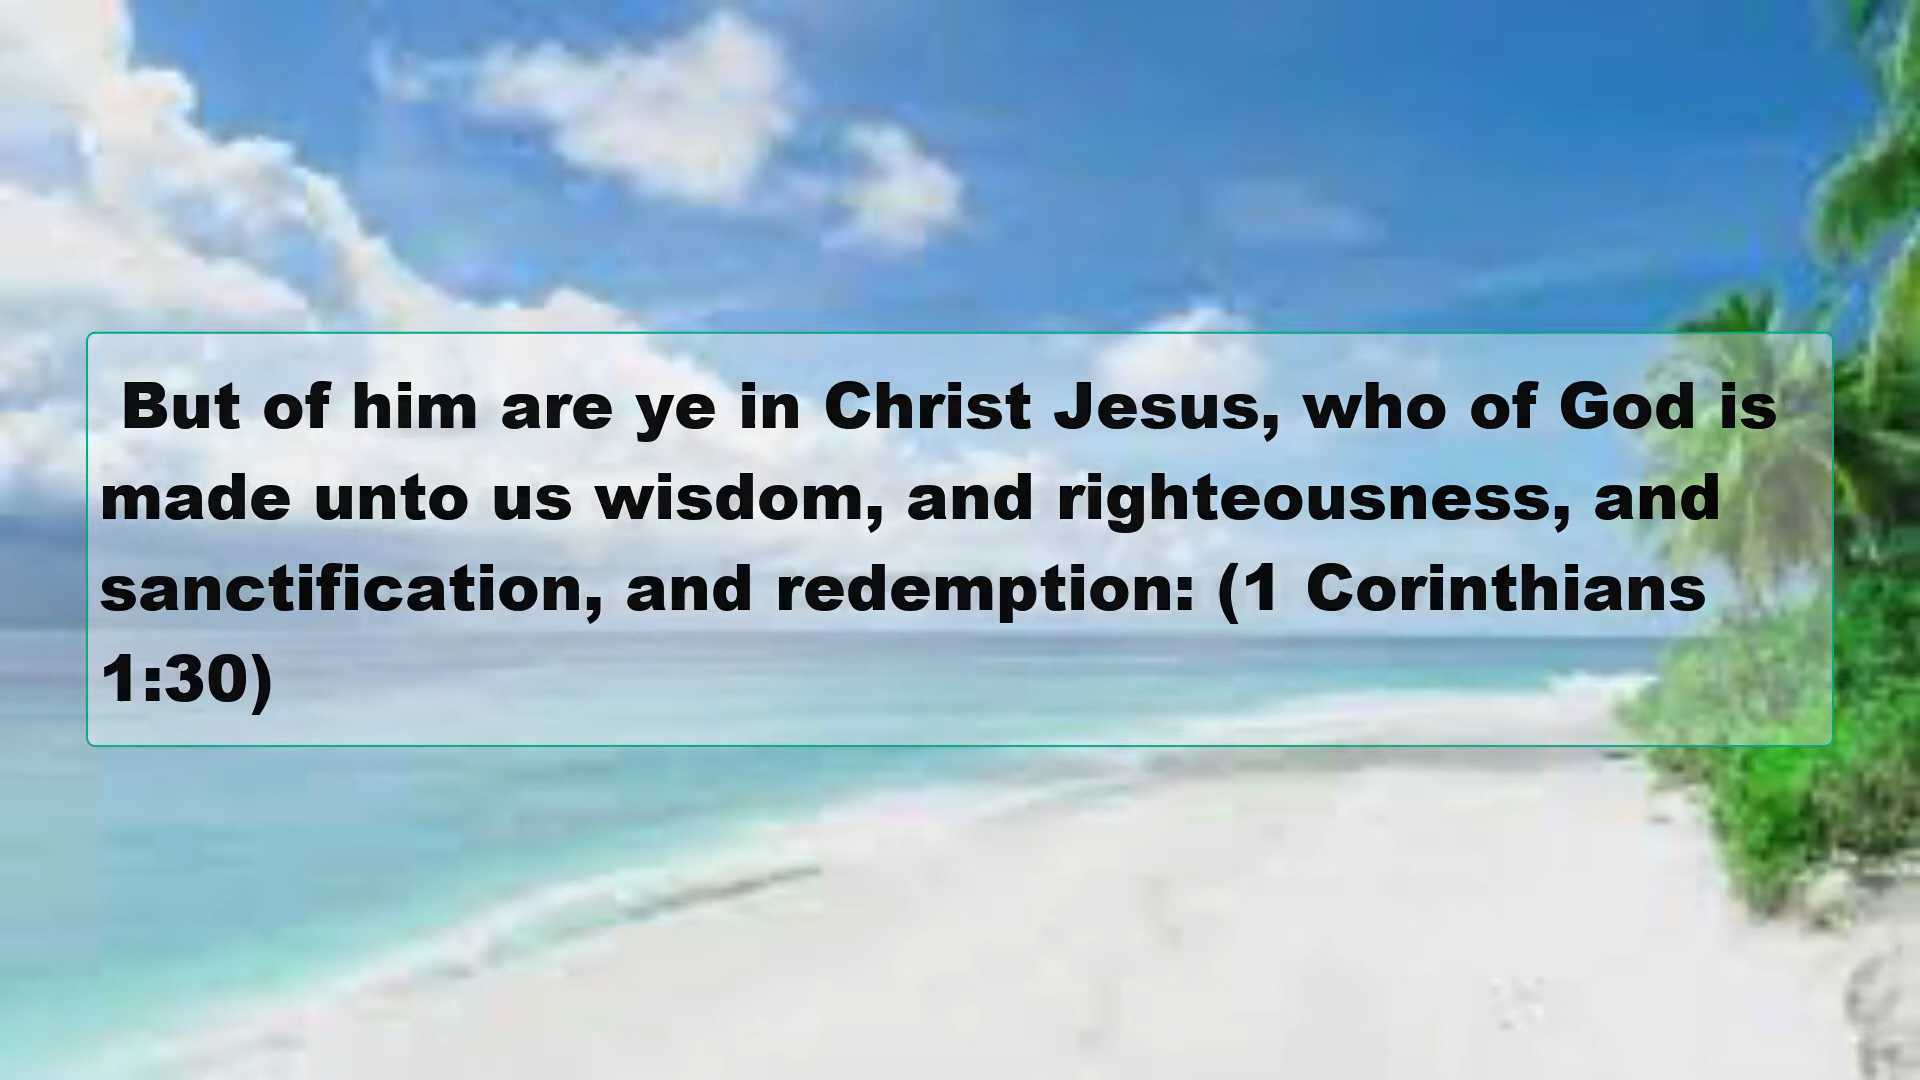 But of him are ye in Christ Jesus, who of God is
made unto us wisdom, and righteousness, and
sanctification, and redemption: (1 Corinthians
1:30)